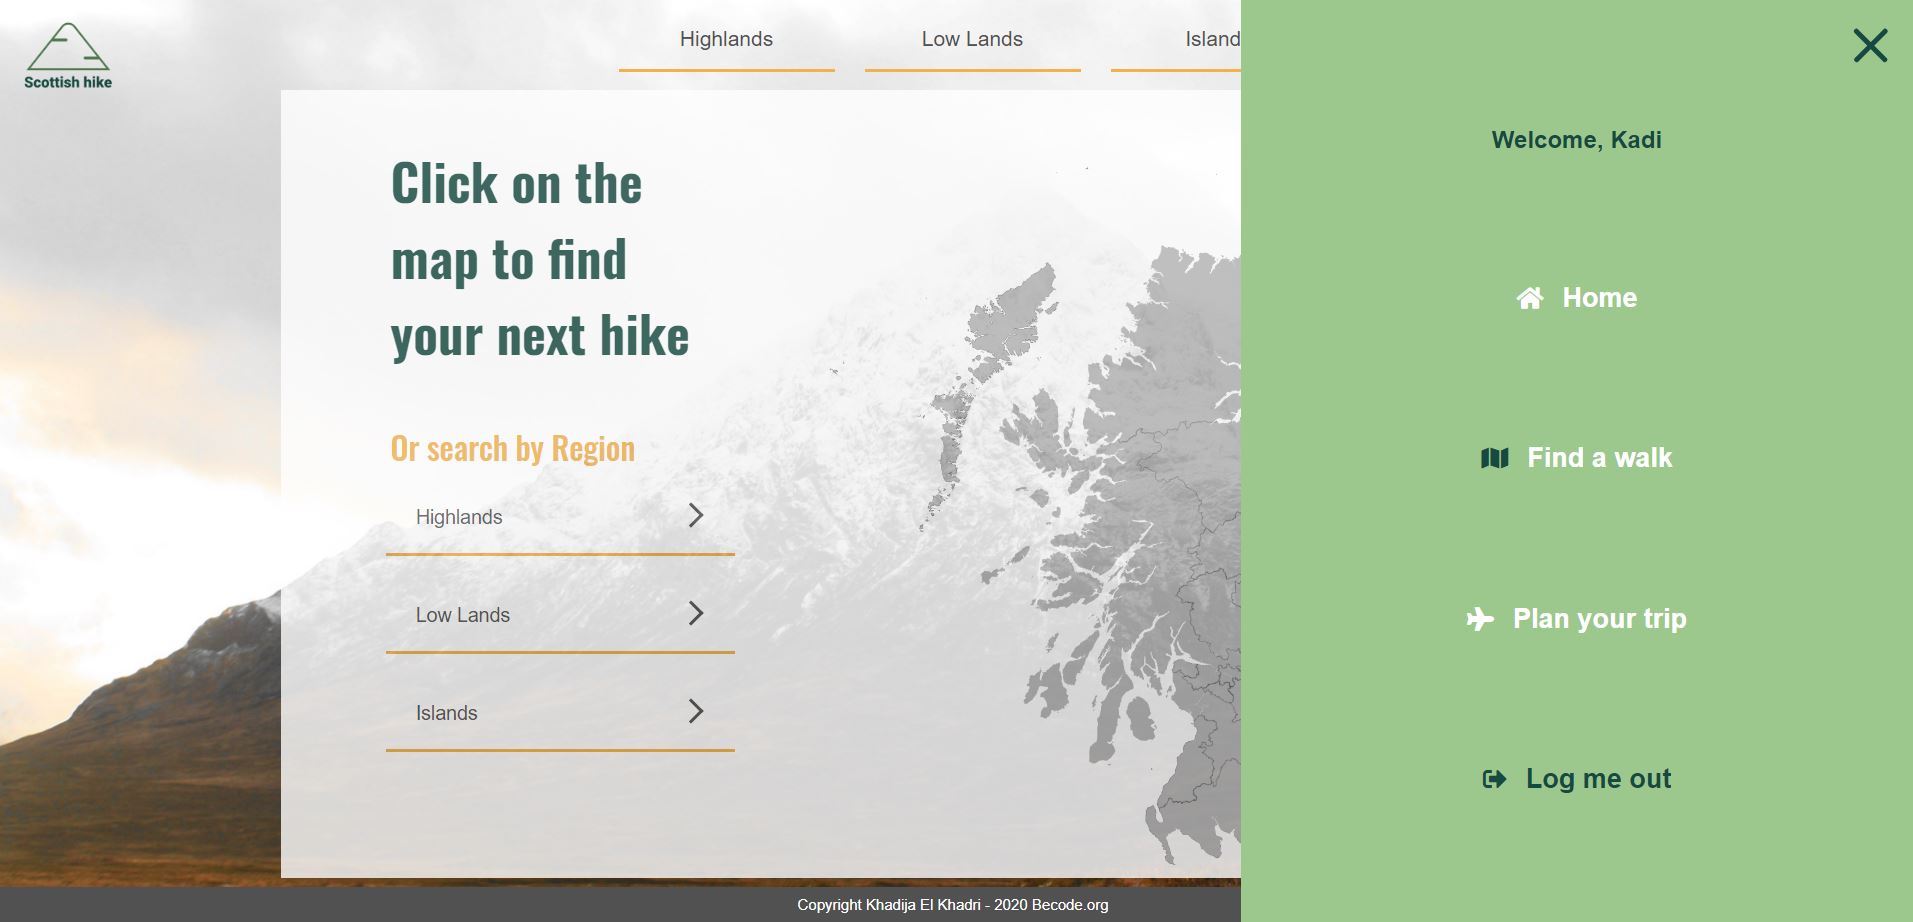 Scottish hike
Highlands
Low Lands
Island
Click on the
map to find
your next hike
Or search by Region
Highlands
Low Lands
Islands
Welcome, Kadi
Home
Find a walk
Plan your trip
Log me out
Copyright Khadija El Khadri - 2020 Becode.org